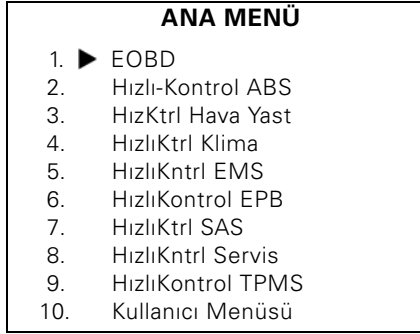 ANA MENÜ
1. ▶ EOBD
2. Hızlı-Kontrol ABS
3. HızKtrl Hava Yast
4. HızlıKtrl Klima
5. HızlıKntrl EMS
6. HızlıKontrol EPB
7. HızlıKtrl SAS
8. HızlıKntrl Servis
9. HızlıKontrol TPMS
10. Kullanıcı Menüsü